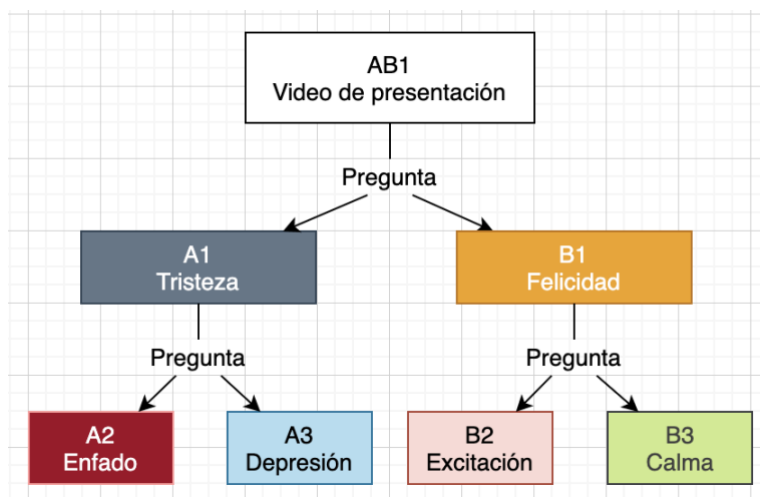 AB1
Video de presentación
Pregunta
A1
Tristeza
B1
Felicidad
Pregunta
Pregunta
A2
Enfado
A3
Depresión
B2
Excitación
B3
Calma